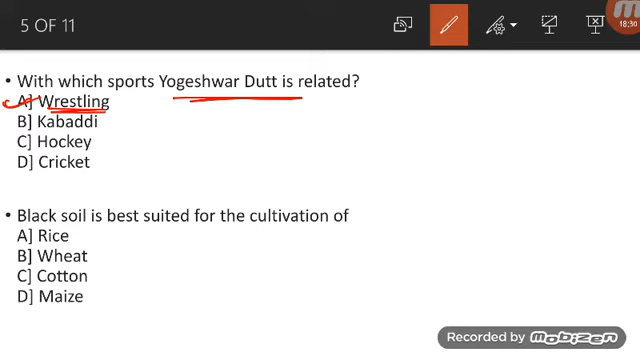 5 OF 11
18:30
• With which sports Yogeshwar Dutt is related?
A] Wrestling
B] Kabaddi
C] Hockey
D] Cricket
• Black soil is best suited for the cultivation of
A] Rice
B] Wheat
C] Cotton
D] Maize
Recorded by mobizen